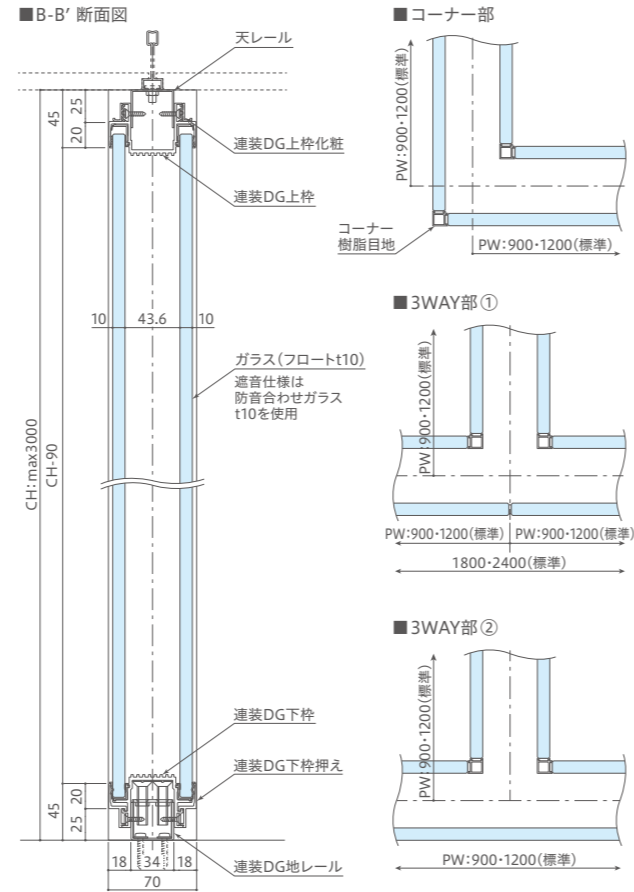 ■B-B′ 断面図
天レール
45
25
20
連装DG上枠化粧
連装DG上枠
10
43.6
10
ガラス(フロートt10)
遮音仕様は
防音合わせガラス
t10を使用
CH:max3000
CH-90
連装DG下枠
連装DG下枠押え
45
20
25
連装DG地レール
18
34
18
70
■コーナー部
PW:900・1200(標準)
コーナー
樹脂目地
PW:900・1200(標準)
■3WAY部①
PW:900・1200(標準)
PW:900・1200(標準)
PW:900・1200(標準)
1800・2400(標準)
■3WAY部②
PW:900・1200(標準)
PW:900・1200(標準)